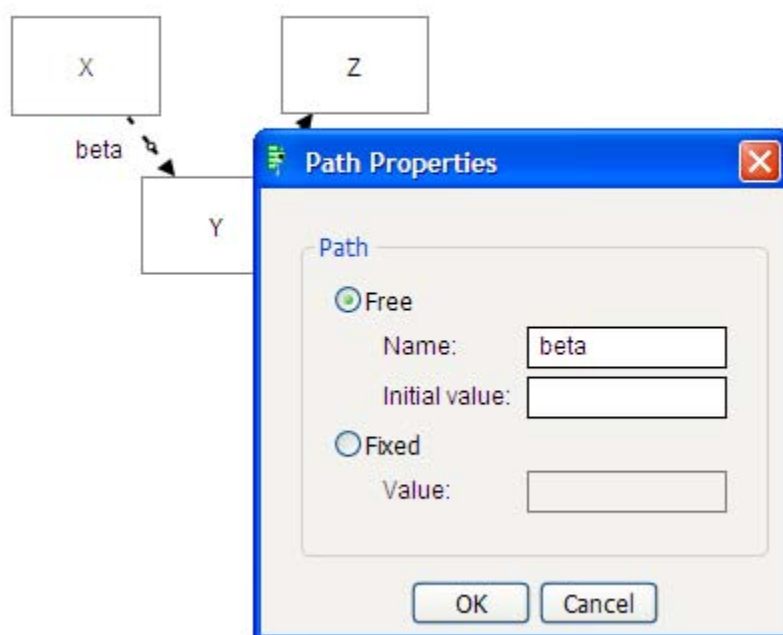 X
Z
beta
Y
Path Properties
Path
Free
Name: beta
Initial value:
Fixed
Value:
OK Cancel